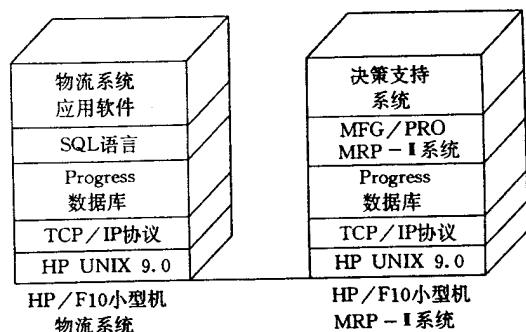 物流系统
应用软件
SQL语言
Progress
数据库
TCP/IP协议
HP UNIX 9.0
HP/F10小型机
物流系统
决策支持
系统
MFG/PRO
MRP-Ⅱ系统
Progress
数据库
TCP/IP协议
HP UNIX 9.0
HP/F10小型机
MRP-Ⅱ系统